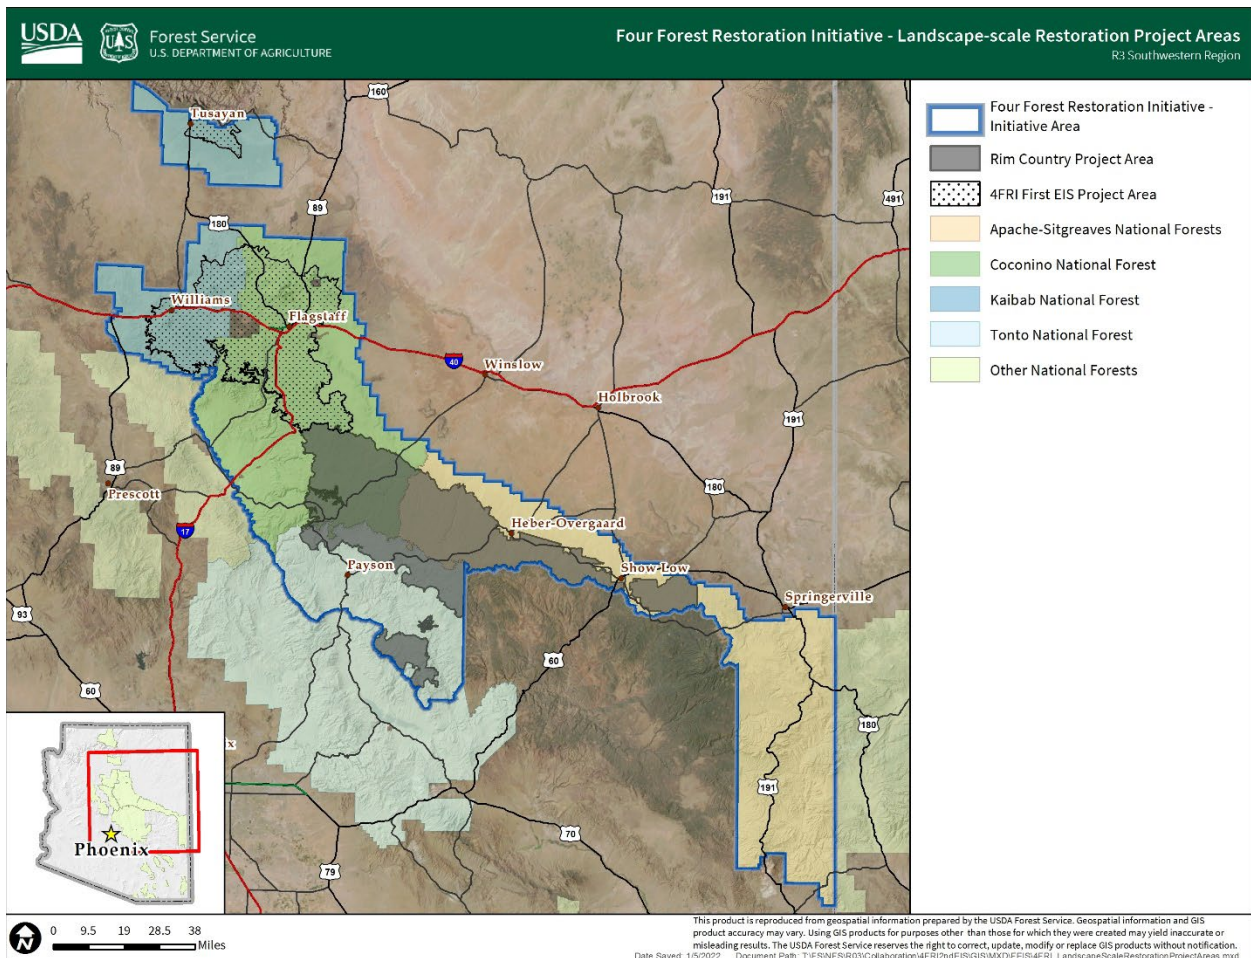 USDA
Forest Service
U.S. DEPARTMENT OF AGRICULTURE
UAS
Four Forest Restoration Initiative - Landscape-scale Restoration Project Areas
R3 Southwestern Region
Four Forest Restoration Initiative -
Initiative Area
Rim Country Project Area
4FRI First EIS Project Area
Apache-Sitgreaves National Forests
Coconino National Forest
Kaibab National Forest
Tonto National Forest
Other National Forests
160
Tusayan
191
491
89
180
Williams
Flagstaff
40
Winslow
Holbrook
191
89
Prescott
180
17
Heber-Overgaard
Payson
Show-Low
Springerville
93
60
60
180
191
70
79
ix
Phoenix
N
0 9.5 19 28.5 38
Miles
This product is reproduced from geospatial information prepared by the USDA Forest Service. Geospatial information and GIS
product accuracy may vary. Using GIS products for purposes other than those for which they were created may yield inaccurate or
misleading results. The USDA Forest Service reserves the right to correct, update, modify or replace GIS products without notification.
Date Saved: 1/5/2022